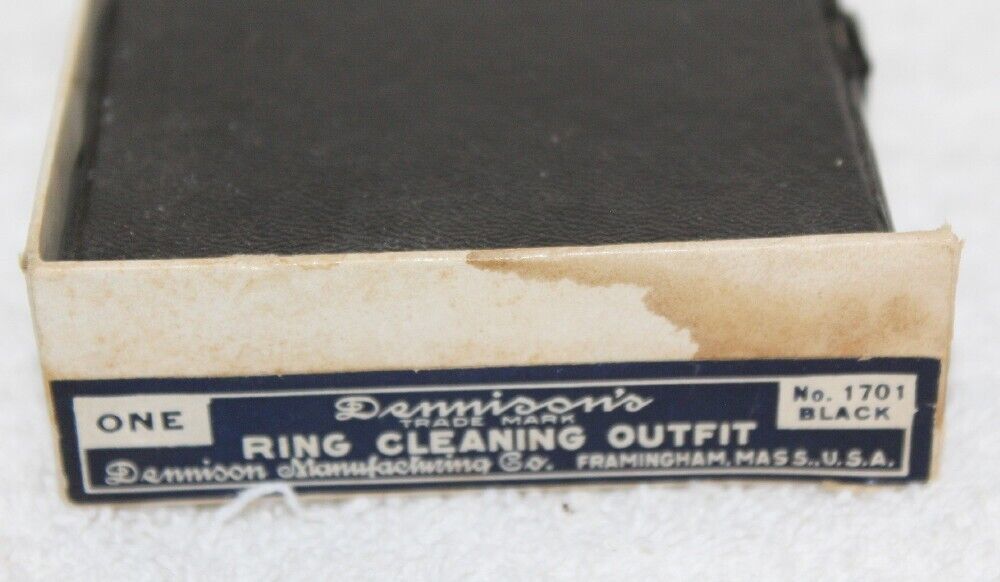 ONE
Dennison's
TRADE MARK
RING CLEANING OUTFIT
Dennison Manufacturing Co. FRAMINGHAM, MASS., U.S.A.
No. 1701
BLACK